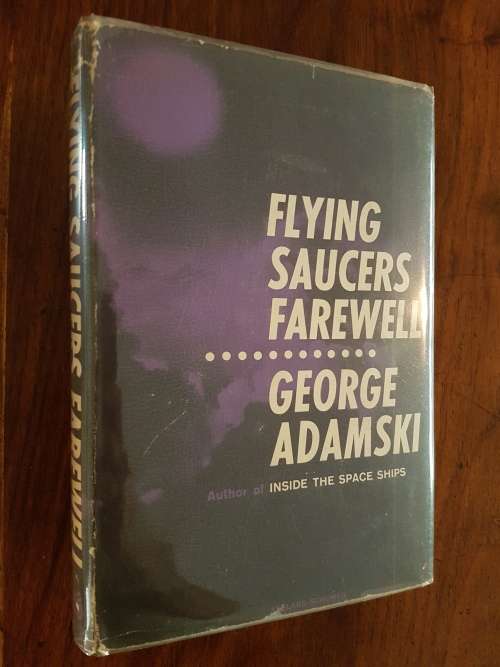 FLYING SAUCERS FAREWELL
FLYING
SAUCERS
FAREWELL
GEORGE
ADAMSKI
Author of INSIDE THE SPACE SHIPS